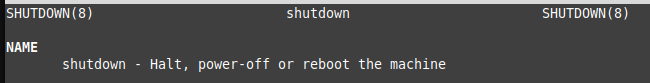 SHUTDOWN(8) shutdown SHUTDOWN(8)
NAME
shutdown - Halt, power-off or reboot the machine